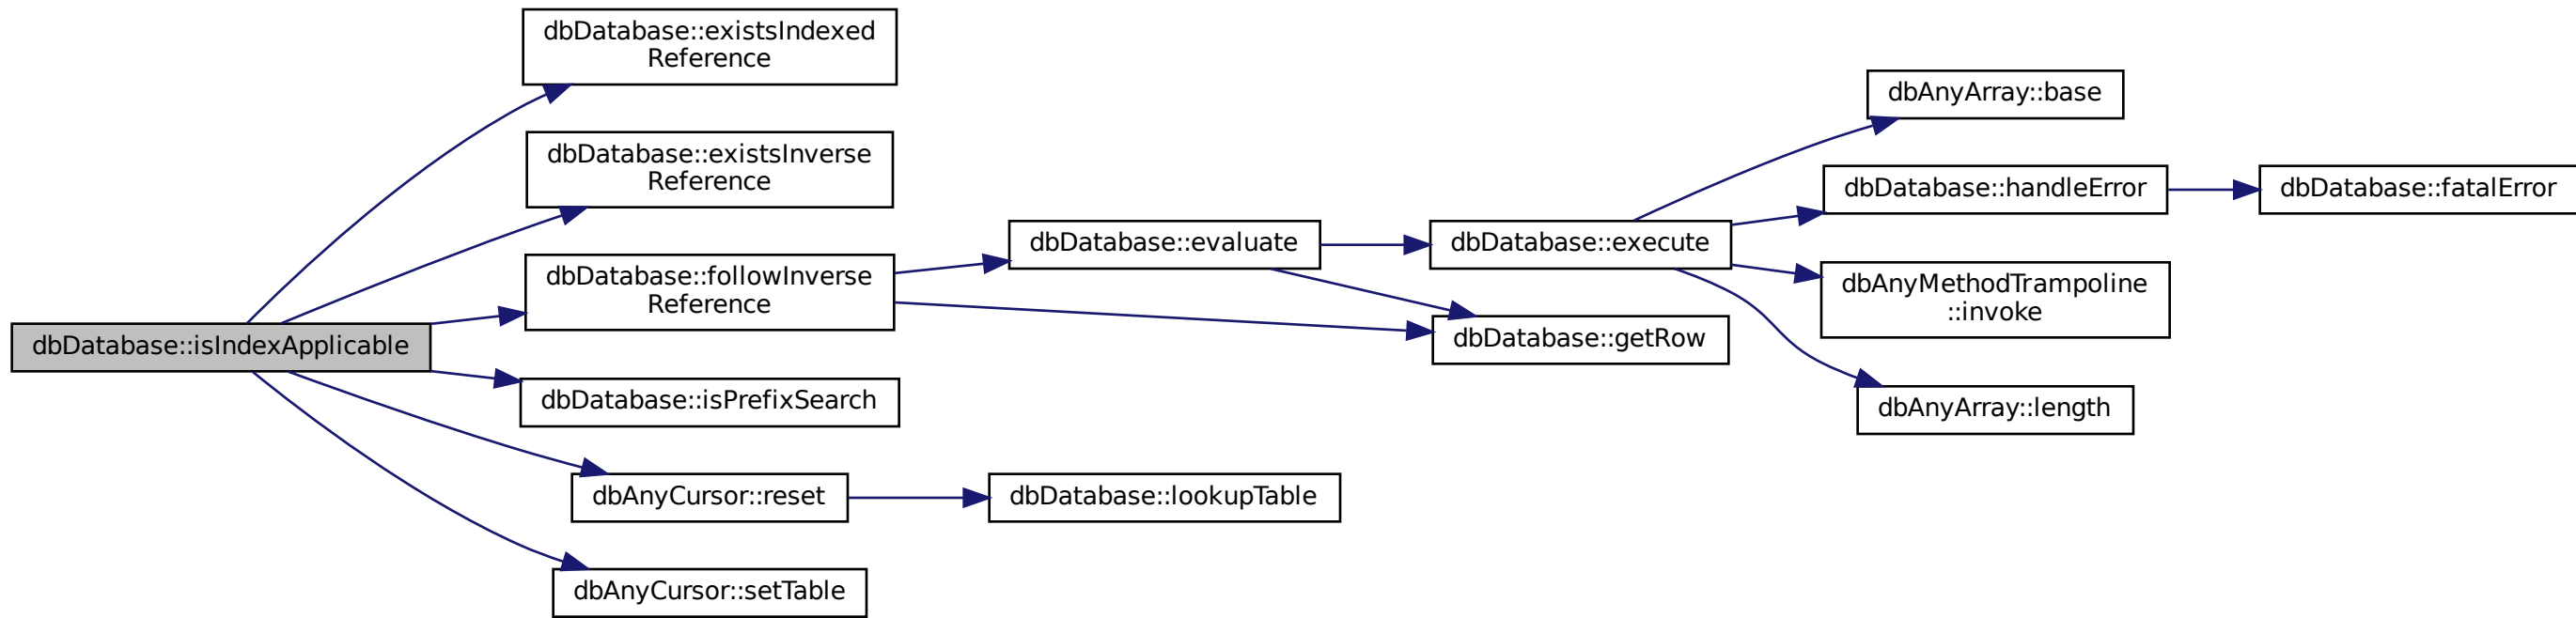 dbDatabase::existsIndexed
Reference
dbDatabase::existsInverse
Reference
dbDatabase::followInverse
Reference
dbDatabase::isIndexApplicable
dbDatabase::isPrefixSearch
dbAnyCursor::reset
dbAnyCursor::setTable
dbDatabase::evaluate
dbDatabase::lookupTable
dbDatabase::execute
dbDatabase::getRow
dbAnyArray::base
dbDatabase::handleError
dbAnyMethodTrampoline
::invoke
dbAnyArray::length
dbDatabase::fatalError